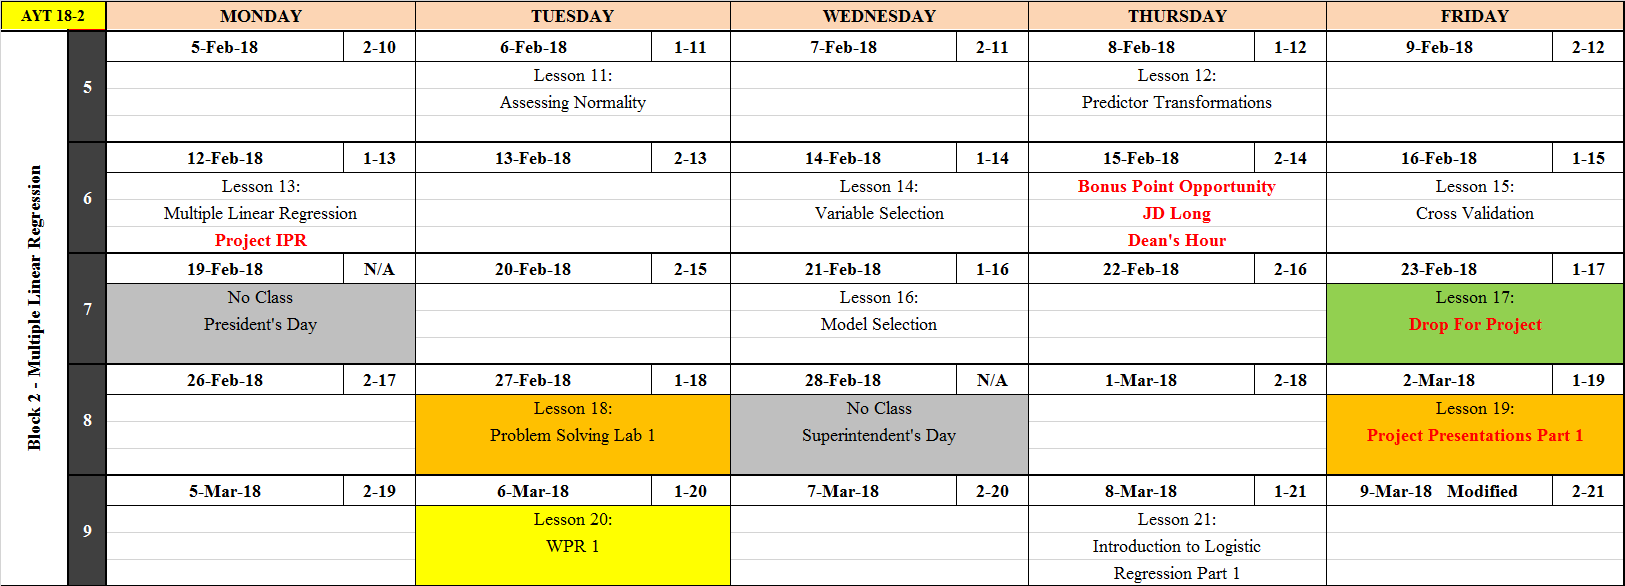 AYT 18-2 MONDAY TUESDAY WEDNESDAY THURSDAY FRIDAY
Block 2 - Multiple Linear Regression
5
5-Feb-18 2-10 6-Feb-18 1-11 7-Feb-18 2-11 8-Feb-18 1-12 9-Feb-18 2-12
Lesson 11: Lesson 12:
Assessing Normality Predictor Transformations
6
12-Feb-18 1-13 13-Feb-18 2-13 14-Feb-18 1-14 15-Feb-18 2-14 16-Feb-18 1-15
Lesson 13: Lesson 14: Bonus Point Opportunity Lesson 15:
Multiple Linear Regression Variable Selection JD Long Cross Validation
Project IPR Dean's Hour
7
19-Feb-18 N/A 20-Feb-18 2-15 21-Feb-18 1-16 22-Feb-18 2-16 23-Feb-18 1-17
No Class Lesson 16: Lesson 17:
President's Day Model Selection Drop For Project
8
26-Feb-18 2-17 27-Feb-18 1-18 28-Feb-18 N/A 1-Mar-18 2-18 2-Mar-18 1-19
Lesson 18: No Class Lesson 19:
Problem Solving Lab 1 Superintendent's Day Project Presentations Part 1
9
5-Mar-18 2-19 6-Mar-18 1-20 7-Mar-18 2-20 8-Mar-18 1-21 9-Mar-18 Modified 2-21
Lesson 20: Lesson 21:
WPR 1 Introduction to Logistic
Regression Part 1